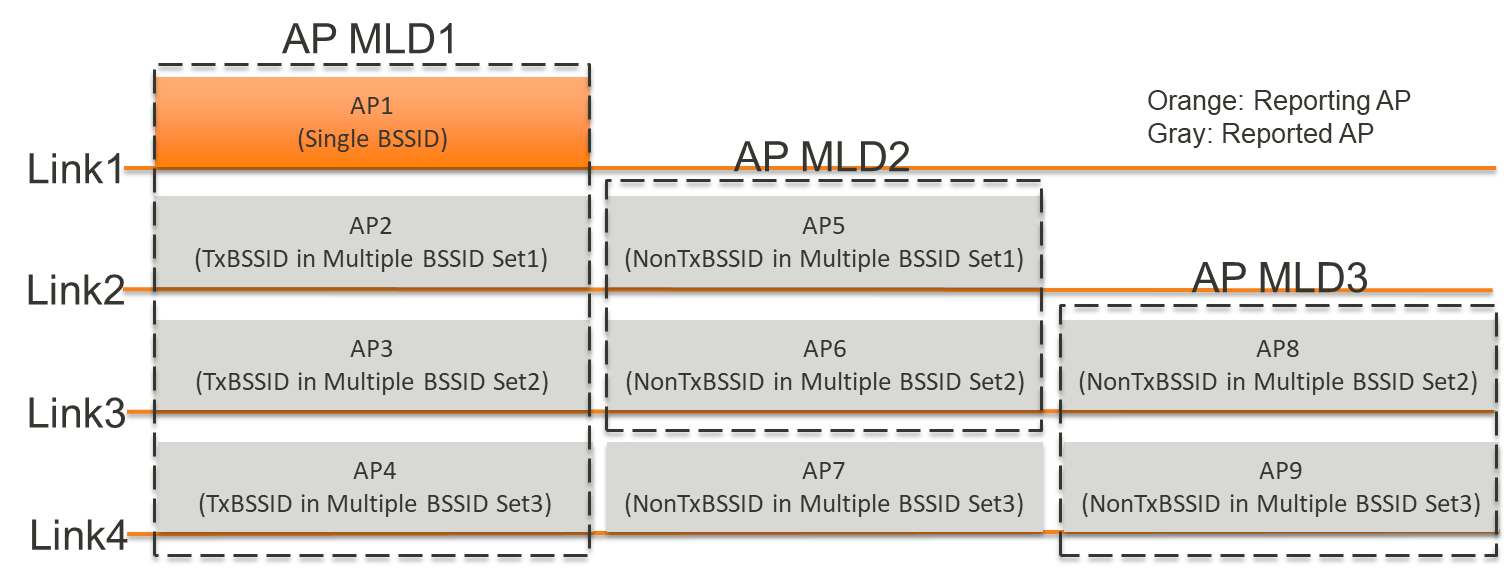 AP MLD1
AP1
(Single BSSID)
Orange: Reporting AP
Gray: Reported AP
Link1
AP MLD2
AP2
(TxBSSID in Multiple BSSID Set1)
AP5
(NonTxBSSID in Multiple BSSID Set1)
Link2
AP MLD3
AP3
(TxBSSID in Multiple BSSID Set2)
AP6
(NonTxBSSID in Multiple BSSID Set2)
AP8
(NonTxBSSID in Multiple BSSID Set2)
Link3
AP4
(TxBSSID in Multiple BSSID Set3)
AP7
(NonTxBSSID in Multiple BSSID Set3)
AP9
(NonTxBSSID in Multiple BSSID Set3)
Link4